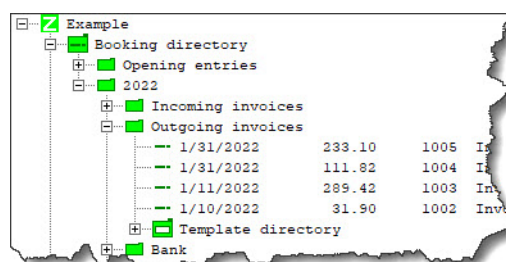 Z Example
Booking directory
Opening entries
2022
Incoming invoices
Outgoing invoices
1/31/2022 233.10 1005
1/31/2022 111.82 1004
1/11/2022 289.42 1003
1/10/2022 31.90 1002
Template directory
Bank